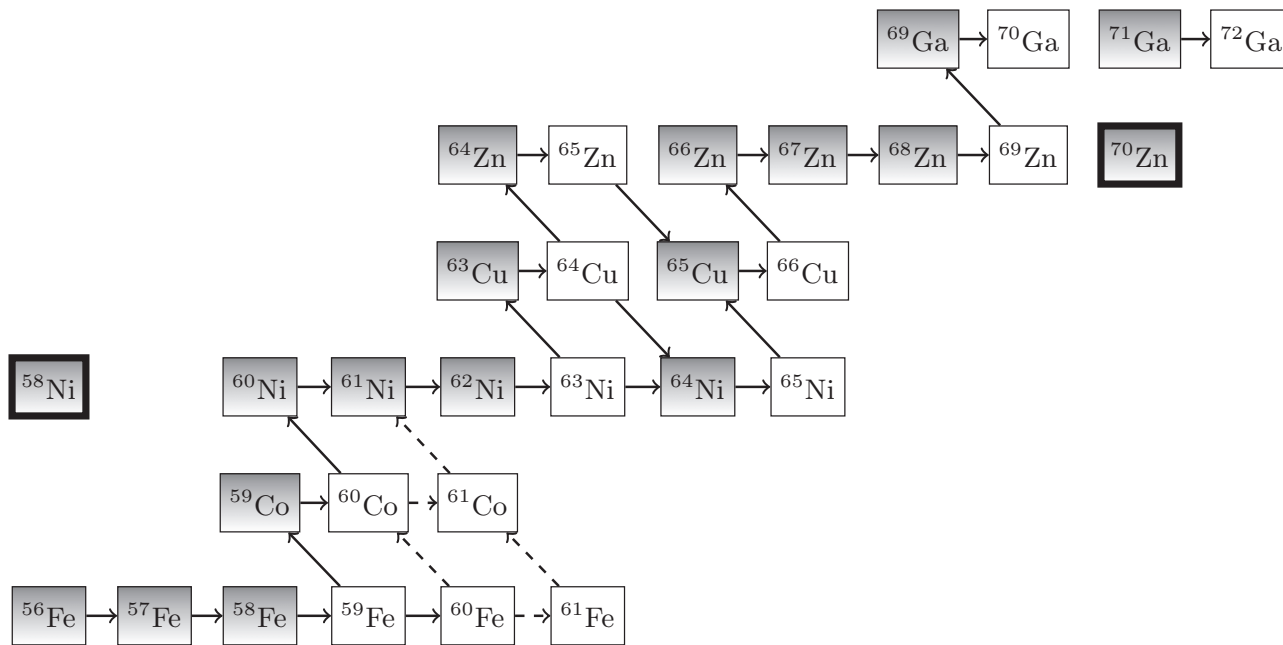 ⁶⁹Ga ⁷⁰Ga ⁷¹Ga ⁷²Ga
⁶⁴Zn ⁶⁵Zn ⁶⁶Zn ⁶⁷Zn ⁶⁸Zn ⁶⁹Zn ⁷⁰Zn
⁶³Cu ⁶⁴Cu ⁶⁵Cu ⁶⁶Cu
⁵⁸Ni ⁶⁰Ni ⁶¹Ni ⁶²Ni ⁶³Ni ⁶⁴Ni ⁶⁵Ni
⁵⁹Co ⁶⁰Co ⁶¹Co
⁵⁶Fe ⁵⁷Fe ⁵⁸Fe ⁵⁹Fe ⁶⁰Fe ⁶¹Fe